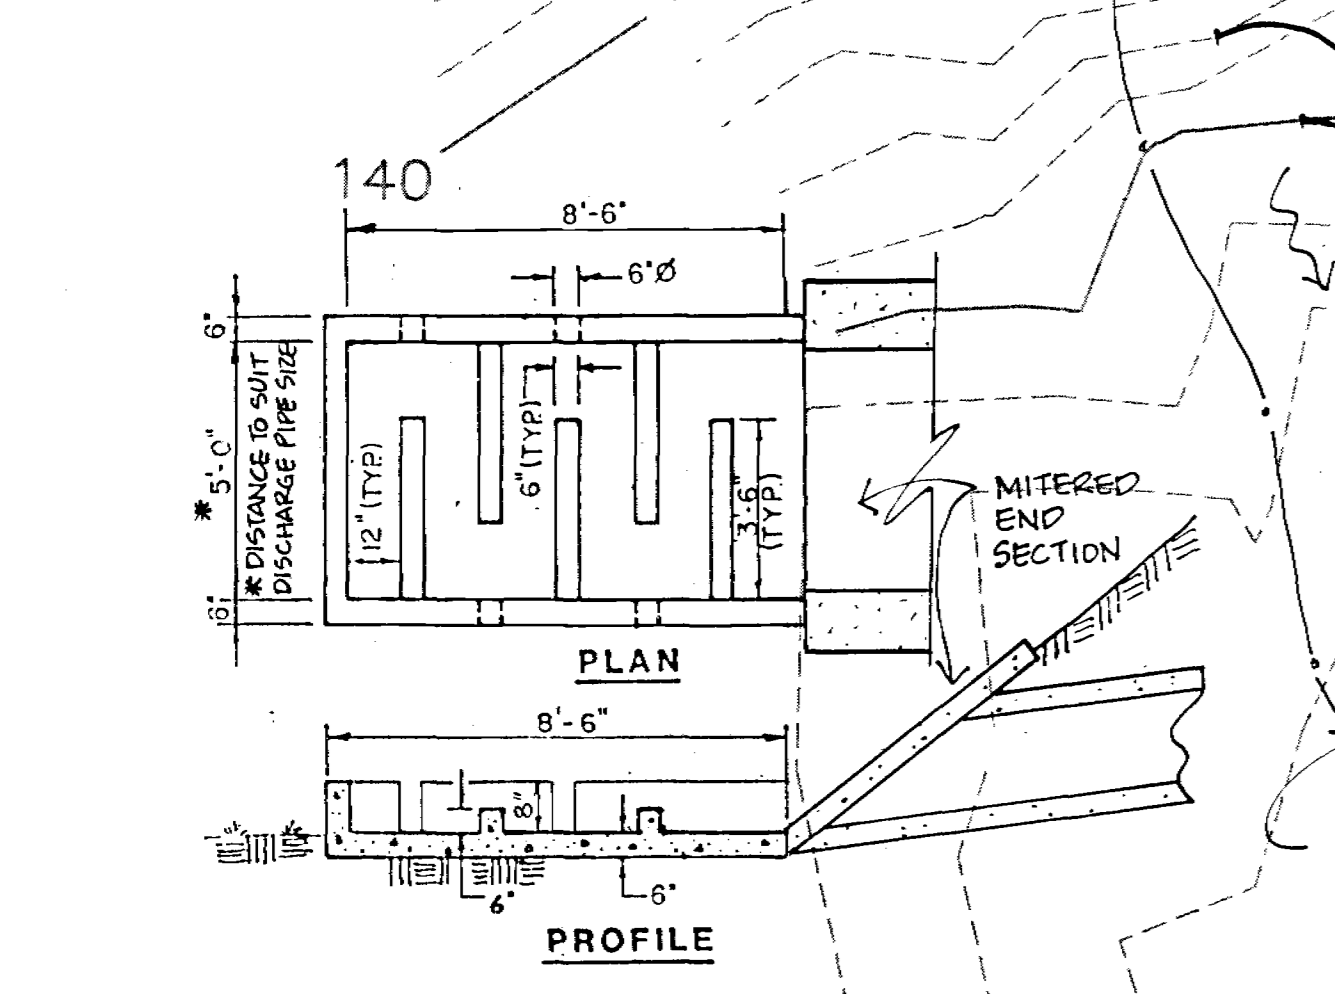 140
8'-6"
6"Ø
6"
* 5'-0"
6"
* DISTANCE TO SUIT
DISCHARGE PIPE SIZE
12" (TYP.)
6" (TYP.)
3'-6"
(TYP.)
MITERED
END
SECTION
PLAN
8'-6"
8"
6"
6"
PROFILE